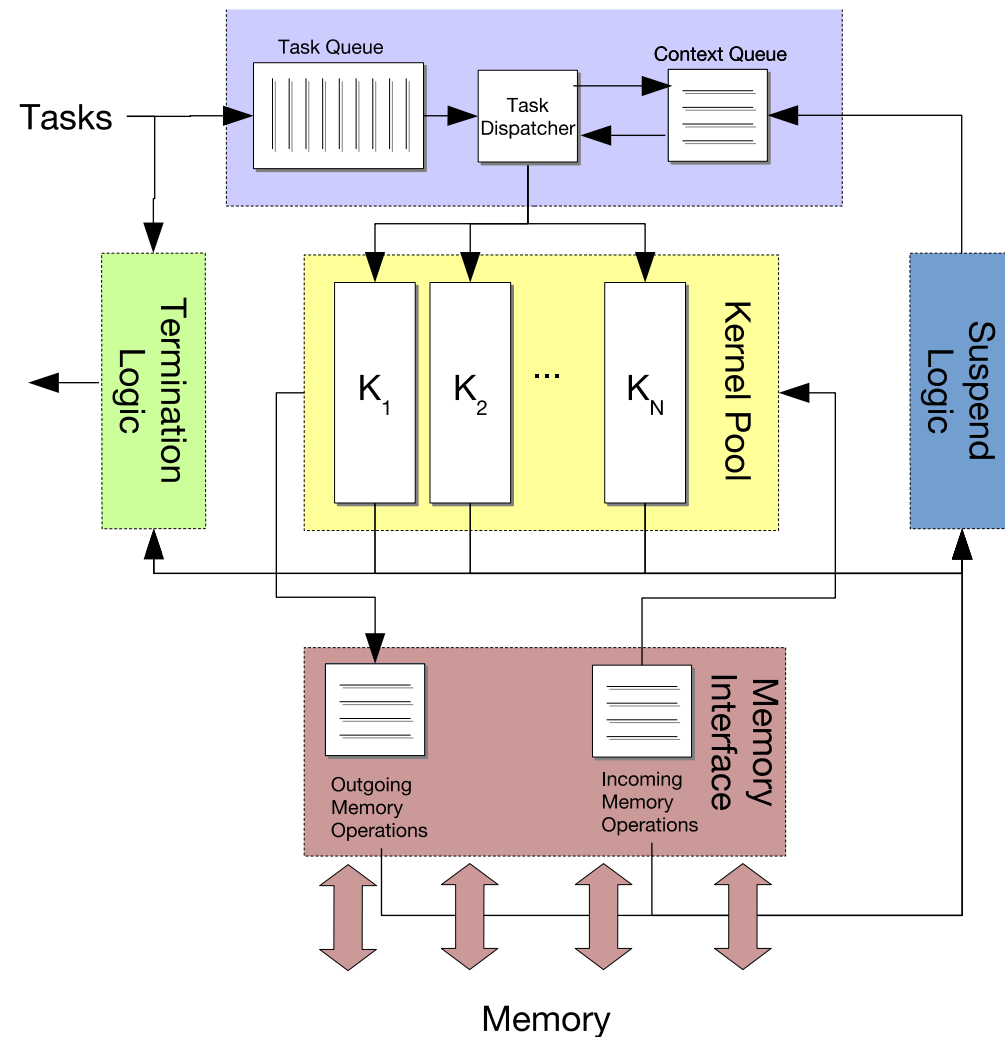 Task Queue
Context Queue
Tasks
Task
Dispatcher
Termination
Logic
K1
K2
...
KN
Kernel Pool
Suspend
Logic
Memory
Interface
Outgoing
Memory
Operations
Incoming
Memory
Operations
Memory